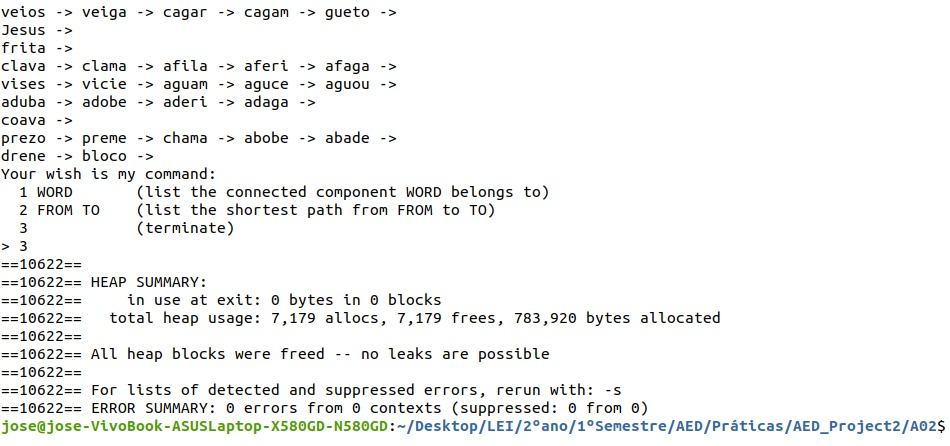 veios -> veiga -> cagar -> cagam -> gueto ->
Jesus ->
frita ->
clava -> clama -> afila -> aferi -> afaga ->
vises -> vicie -> aguam -> aguce -> aguou ->
aduba -> adobe -> aderi -> adaga ->
coava ->
prezo -> preme -> chama -> abobe -> abade ->
drene -> bloco ->
Your wish is my command:
  1 WORD       (list the connected component WORD belongs to)
  2 FROM TO    (list the shortest path from FROM to TO)
  3            (terminate)
> 3
==10622==
==10622== HEAP SUMMARY:
==10622==     in use at exit: 0 bytes in 0 blocks
==10622==   total heap usage: 7,179 allocs, 7,179 frees, 783,920 bytes allocated
==10622==
==10622== All heap blocks were freed -- no leaks are possible
==10622==
==10622== For lists of detected and suppressed errors, rerun with: -s
==10622== ERROR SUMMARY: 0 errors from 0 contexts (suppressed: 0 from 0)
jose@jose-VivoBook-ASUSLaptop-X580GD-N580GD:~/Desktop/LEI/2ºano/1ºSemestre/AED/Práticas/AED_Project2/A02$